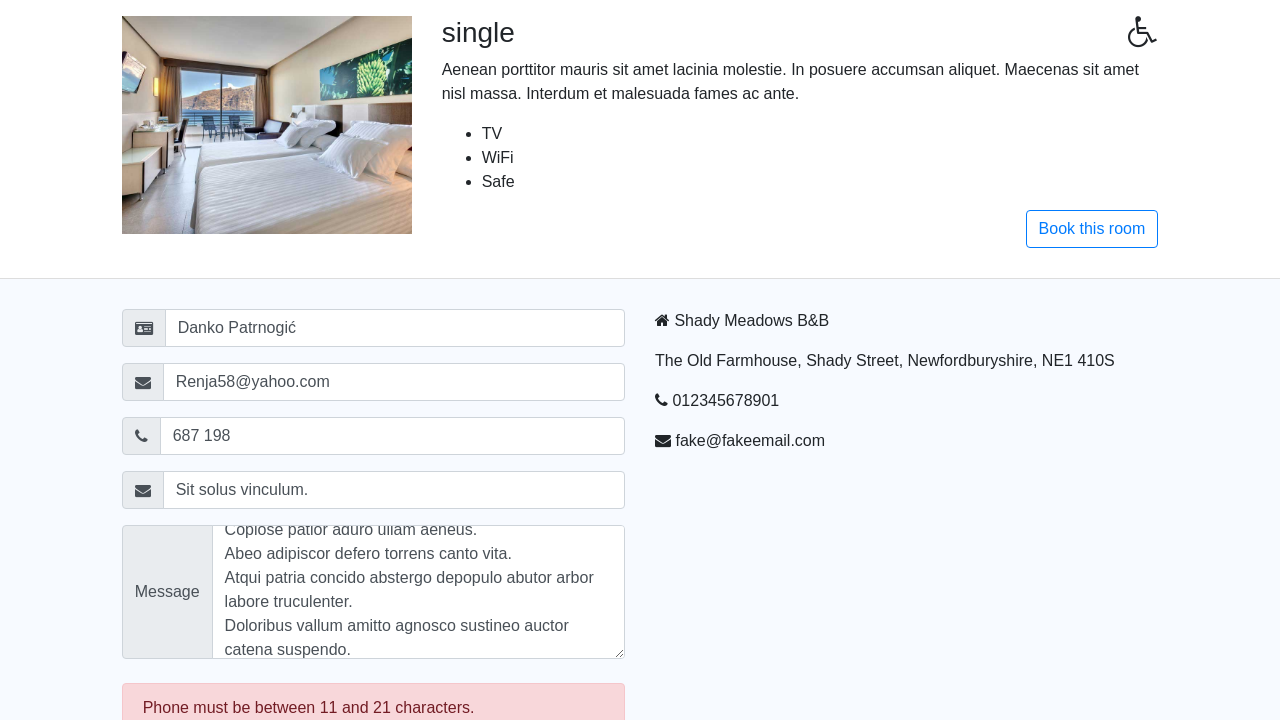 single
Aenean porttitor mauris sit amet lacinia molestie. In posuere accumsan aliquet. Maecenas sit amet
nisl massa. Interdum et malesuada fames ac ante.
TV
WiFi
Safe
Book this room
Danko Patrnogić
Renja58@yahoo.com
687 198
Sit solus vinculum.
Message
Copiose patior aduro ullam aeneus.
Abeo adipiscor defero torrens canto vita.
Atqui patria concido abstergo depopulo abutor arbor
labore truculenter.
Doloribus vallum amitto agnosco sustineo auctor
catena suspendo.
Phone must be between 11 and 21 characters.
Shady Meadows B&B
The Old Farmhouse, Shady Street, Newfordburyshire, NE1 410S
012345678901
fake@fakeemail.com